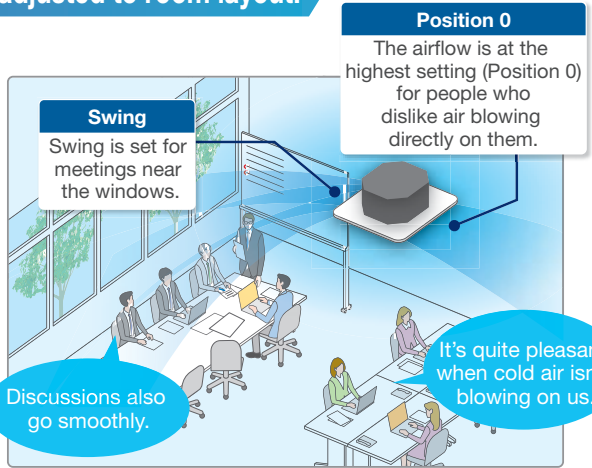 adjusted to room layout.
Position 0
The airflow is at the
highest setting (Position 0)
for people who
dislike air blowing
directly on them.
Swing
Swing is set for
meetings near
the windows.
It's quite
when cold air
blowing on us.
Discussions also
go smoothly.